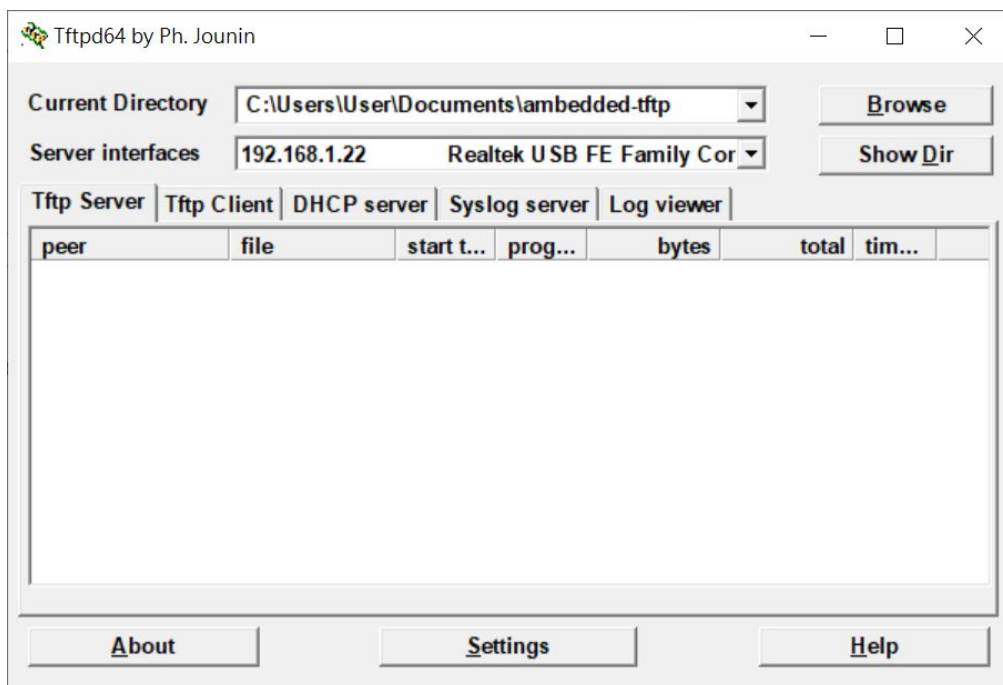 Tftpd64 by Ph. Jounin
Current Directory C:\Users\User\Documents\ambedded-tftp Browse
Server interfaces 192.168.1.22 Realtek USB FE Family Cor Show Dir
Tftp Server Tftp Client DHCP server Syslog server Log viewer
peer file start t... prog... bytes total tim...
About Settings Help